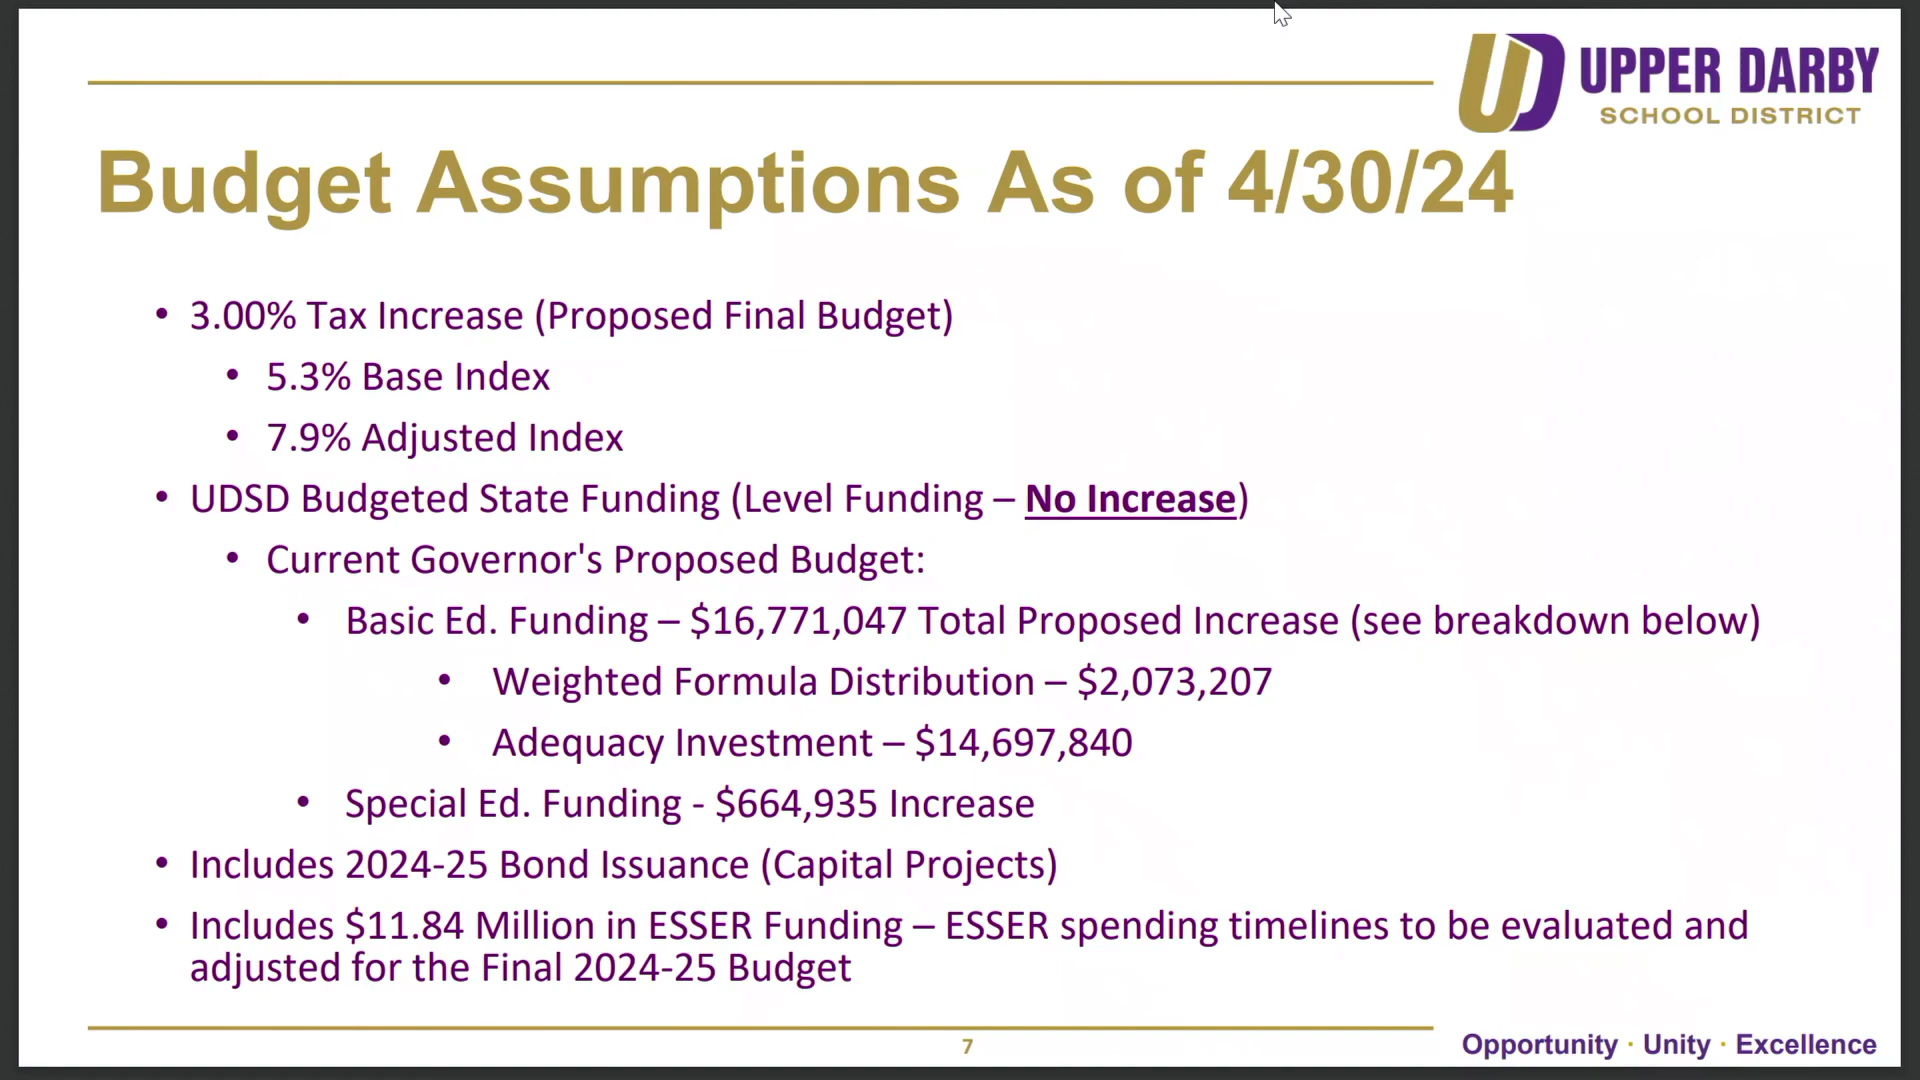 UPPER DARBY
SCHOOL DISTRICT
Budget Assumptions As of 4/30/24
• 3.00% Tax Increase (Proposed Final Budget)
• 5.3% Base Index
• 7.9% Adjusted Index
• UDSD Budgeted State Funding (Level Funding – No Increase)
• Current Governor's Proposed Budget:
• Basic Ed. Funding – $16,771,047 Total Proposed Increase (see breakdown below)
• Weighted Formula Distribution – $2,073,207
• Adequacy Investment – $14,697,840
• Special Ed. Funding - $664,935 Increase
• Includes 2024-25 Bond Issuance (Capital Projects)
• Includes $11.84 Million in ESSER Funding – ESSER spending timelines to be evaluated and
adjusted for the Final 2024-25 Budget
7
Opportunity · Unity · Excellence